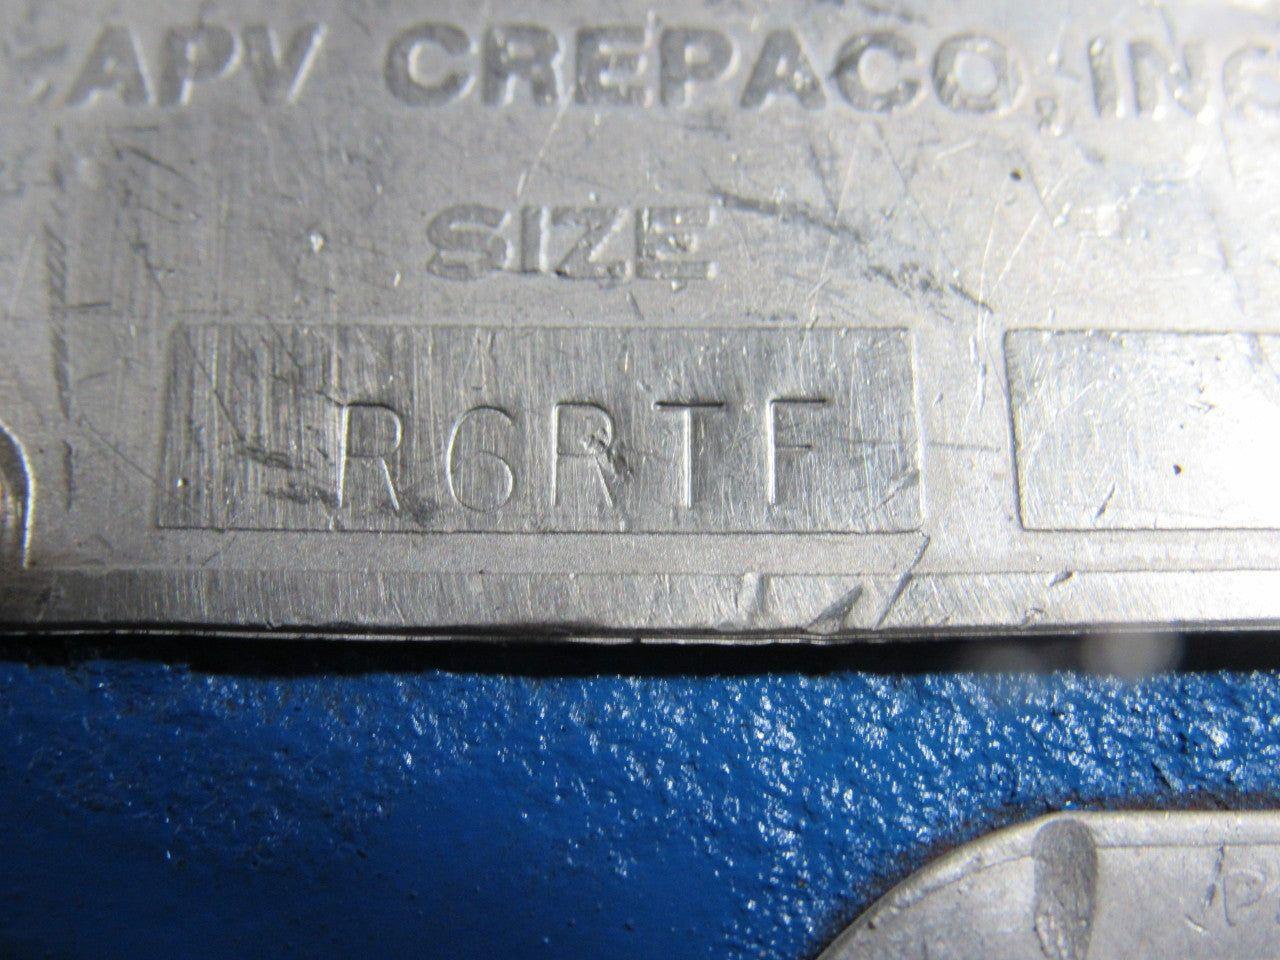 APV CREPACO, INC
SIZE
R6RTF